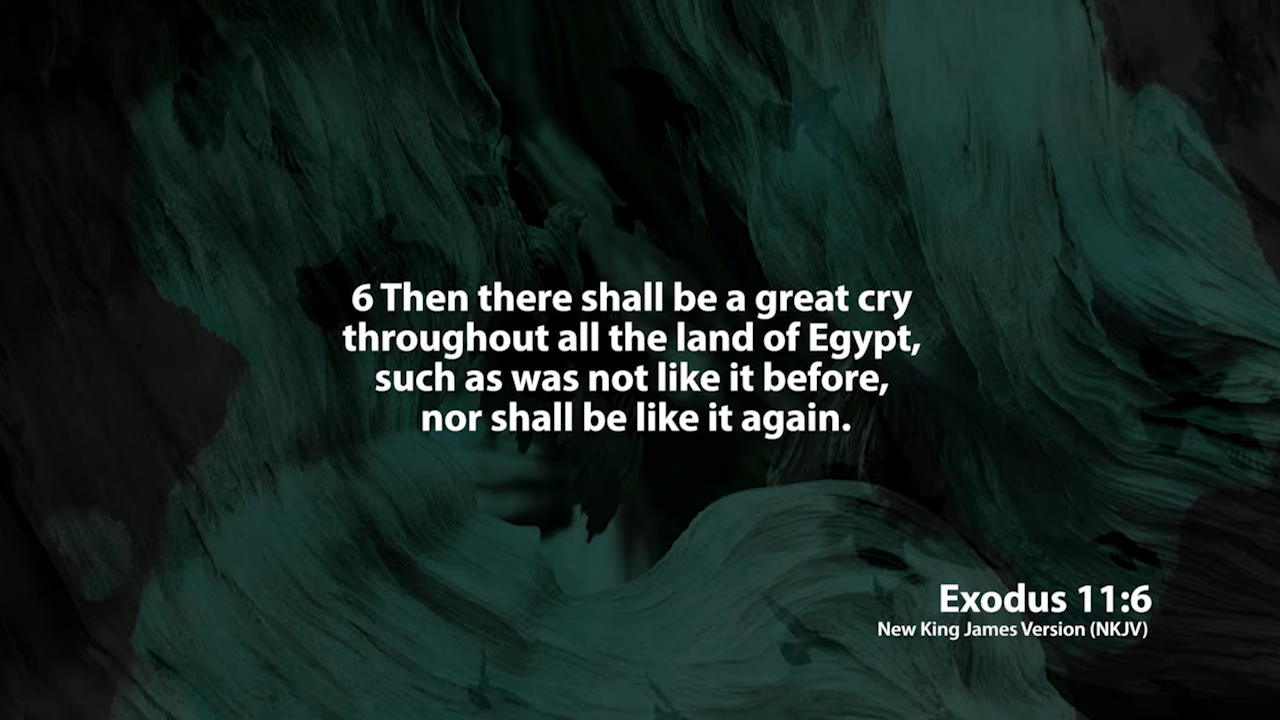 6 Then there shall be a great cry
throughout all the land of Egypt,
such as was not like it before,
nor shall be like it again.
Exodus 11:6
New King James Version (NKJV)